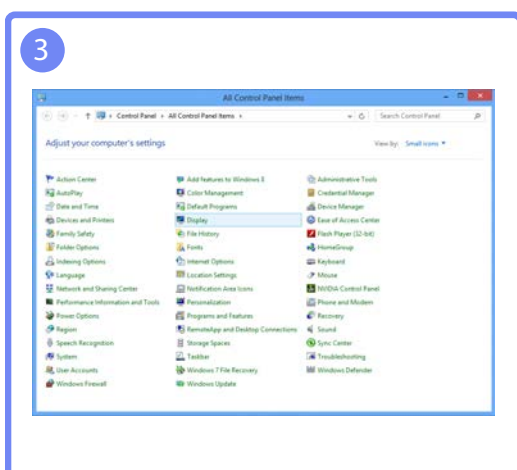 3
All Control Panel Items
Control Panel › All Control Panel Items ›
Search Control Panel
Adjust your computer's settings
View by: Small icons
Action Center
Add features to Windows 8
Administrative Tools
AutoPlay
Color Management
Credential Manager
Date and Time
Default Programs
Device Manager
Devices and Printers
Display
Ease of Access Center
Family Safety
File History
Flash Player (32-bit)
Folder Options
Fonts
HomeGroup
Indexing Options
Internet Options
Keyboard
Language
Location Settings
Mouse
Network and Sharing Center
Notification Area Icons
NVIDIA Control Panel
Performance Information and Tools
Personalization
Phone and Modem
Power Options
Programs and Features
Recovery
Region
RemoteApp and Desktop Connections
Sound
Speech Recognition
Storage Spaces
Sync Center
System
Taskbar
Troubleshooting
User Accounts
Windows 7 File Recovery
Windows Defender
Windows Firewall
Windows Update